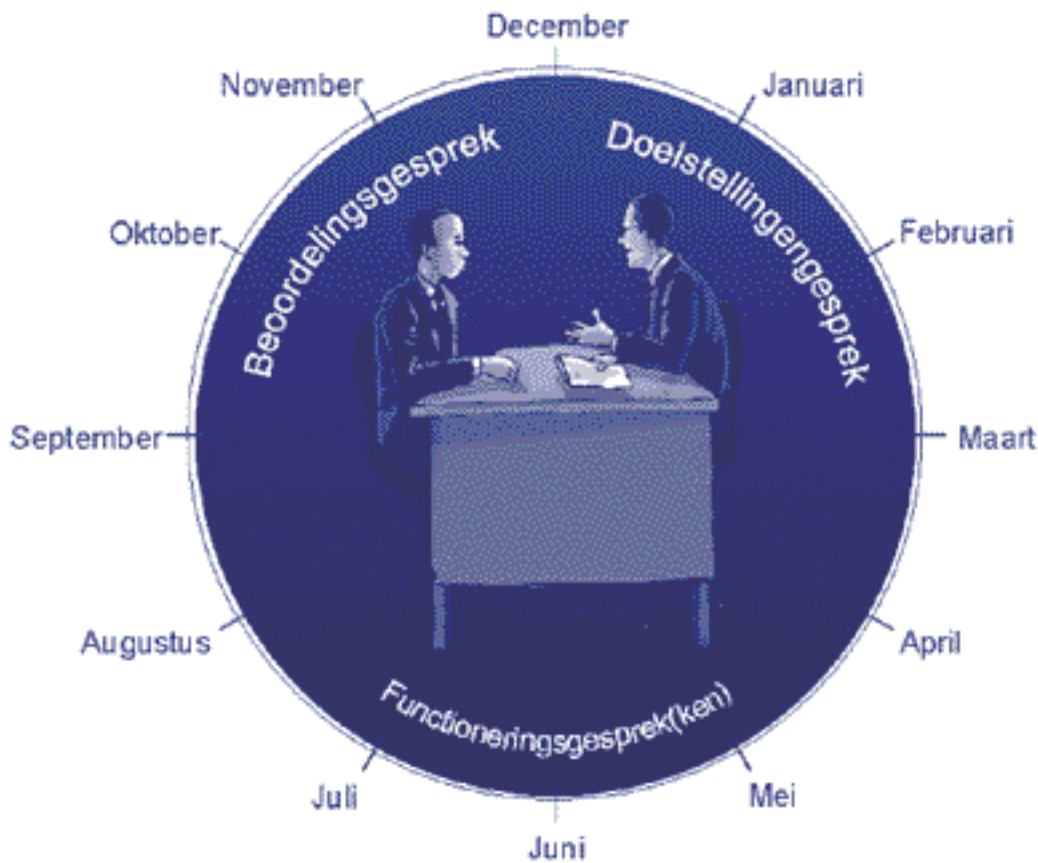 December
November
Januari
Beoordelingsgesprek
Doelstellingengesprek
Oktober
Februari
September
Maart
Augustus
April
Functioneringsgesprek(ken)
Juli
Mei
Juni